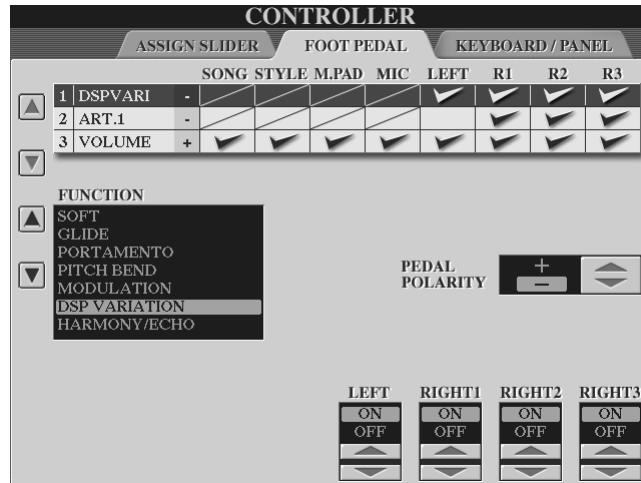 CONTROLLER
ASSIGN SLIDER FOOT PEDAL KEYBOARD / PANEL
SONG STYLE M.PAD MIC LEFT R1 R2 R3
1 DSPVARI -
2 ART.1 -
3 VOLUME +
FUNCTION
SOFT
GLIDE
PORTAMENTO
PITCH BEND
MODULATION
DSP VARIATION
HARMONY/ECHO
PEDAL
POLARITY
+
-
LEFT RIGHT1 RIGHT2 RIGHT3
ON ON ON ON
OFF OFF OFF OFF